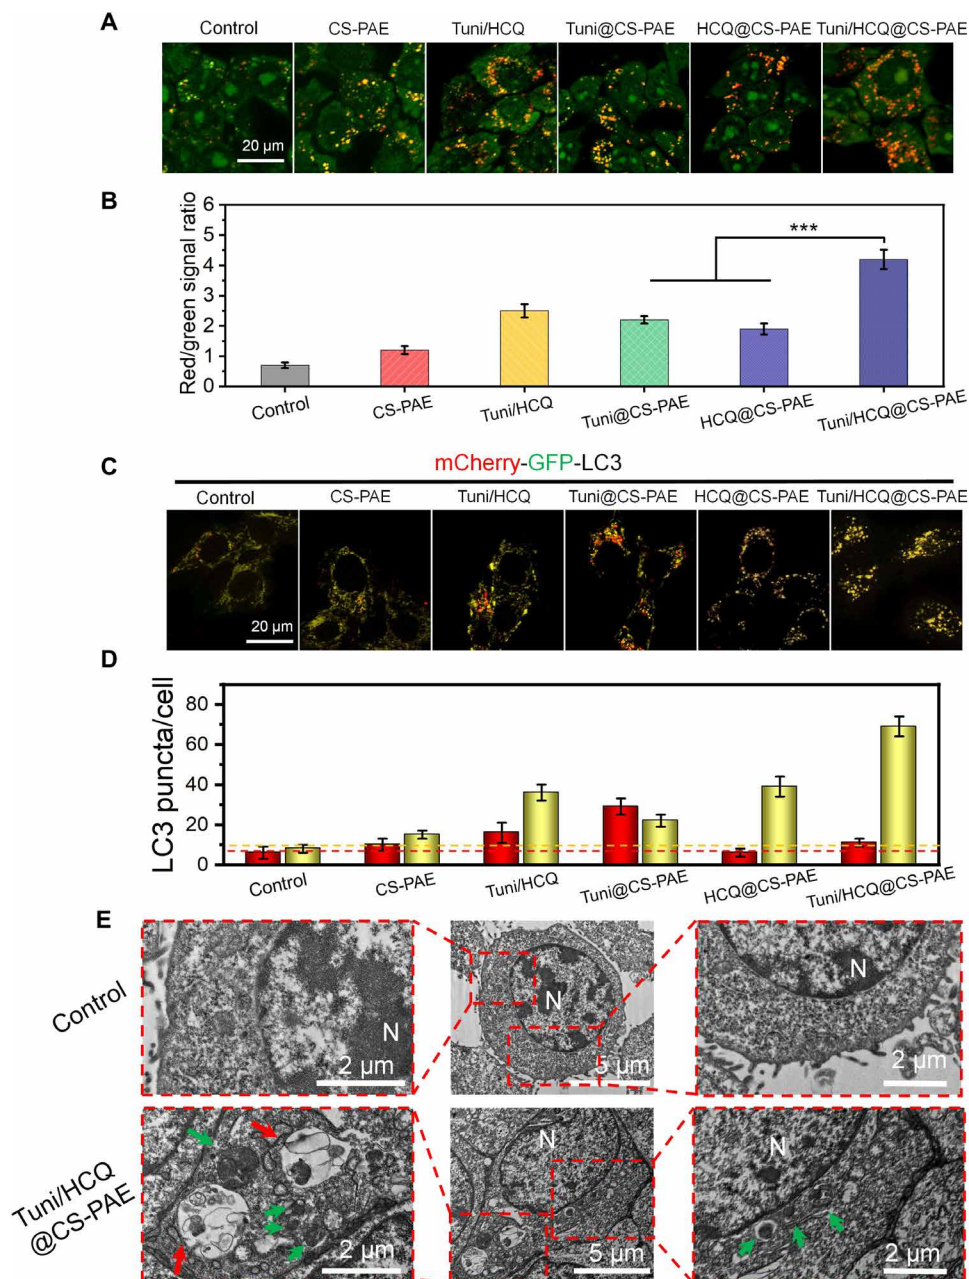 A
Control CS-PAE Tuni/HCQ Tuni@CS-PAE HCQ@CS-PAE Tuni/HCQ@CS-PAE
20 µm
B
Red/green signal ratio
6
5
4
3
2
1
0
***
Control CS-PAE Tuni/HCQ Tuni@CS-PAE HCQ@CS-PAE Tuni/HCQ@CS-PAE
C
mCherry-GFP-LC3
Control CS-PAE Tuni/HCQ Tuni@CS-PAE HCQ@CS-PAE Tuni/HCQ@CS-PAE
20 µm
D
LC3 puncta/cell
80
60
40
20
0
Control CS-PAE Tuni/HCQ Tuni@CS-PAE HCQ@CS-PAE Tuni/HCQ@CS-PAE
E
Control
N
2 µm
N
5 µm
N
2 µm
Tuni/HCQ
@CS-PAE
2 µm
N
5 µm
N
2 µm